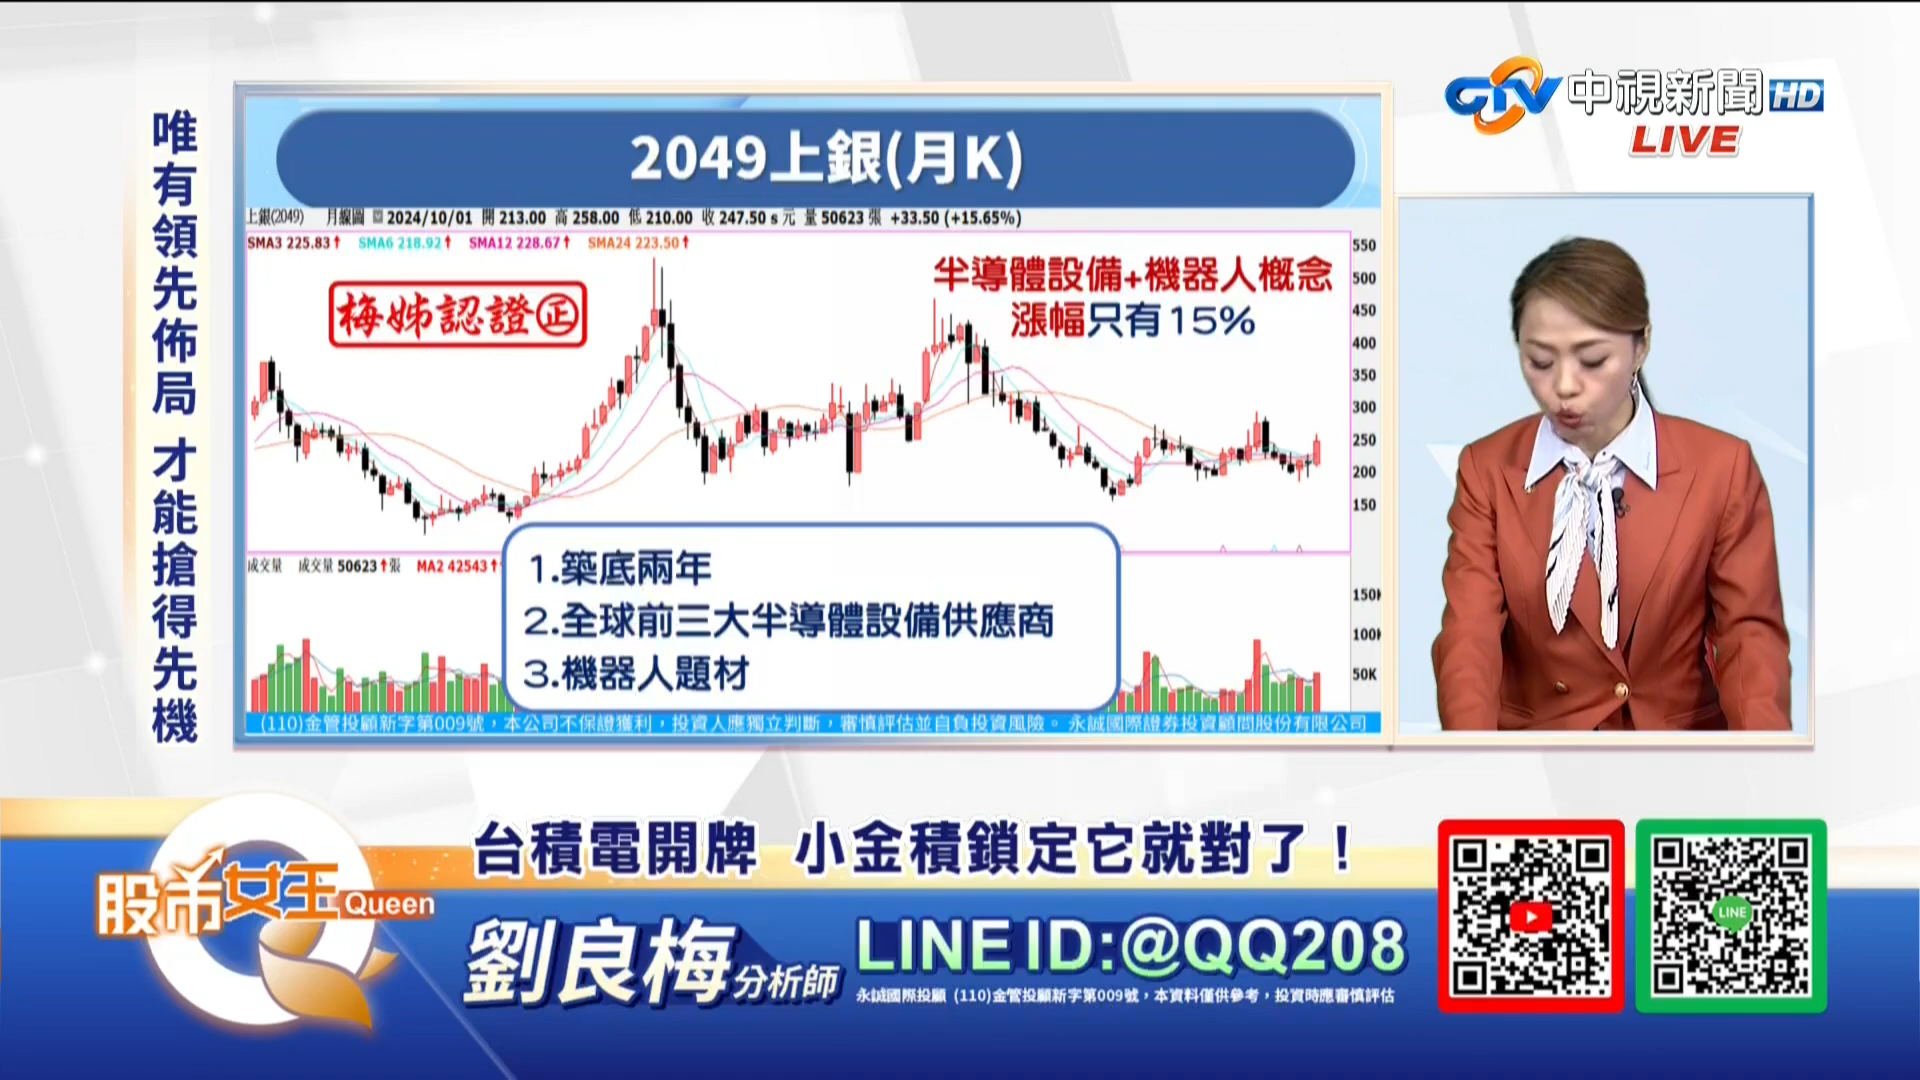 唯有領先佈局 才能搶得先機
2049上銀(月K)
上銀(2049) 月線圖 2024/10/01 開 213.00 高 258.00 低 210.00 收 247.50 s 元 量 50623 張 +33.50 (+15.65%)
SMA3 225.83↑ SMA6 218.92↑ SMA12 228.67↑ SMA24 223.50↑
梅姊認證正
半導體設備+機器人概念
漲幅只有15%
550
500
450
400
350
300
250
200
150
成交量 成交量 50623↑張 MA2 42543↑
150K
100K
50K
1.築底兩年
2.全球前三大半導體設備供應商
3.機器人題材
(110)金管投顧新字第009號，本公司不保證獲利，投資人應獨立判斷，審慎評估並自負投資風險。 永誠國際證券投資顧問股份有限公司
CTV 中視新聞 HD
LIVE
股市女王 Queen
台積電開牌 小金積鎖定它就對了！
劉良梅 分析師
LINE ID:@QQ208
永誠國際投顧 (110)金管投顧新字第009號，本資料僅供參考，投資時應審慎評估
LINE